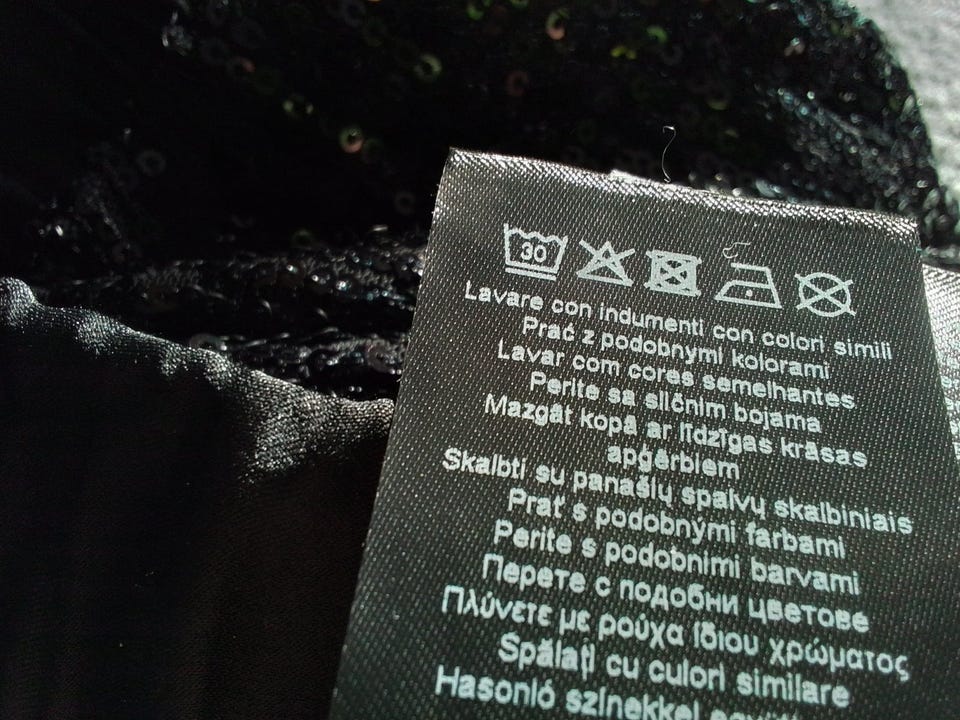 30
Lavare con indumenti con colori simili
Prać z podobnymi kolorami
Lavar com cores semelhantes
Perite sa sličnim bojama
Mazgāt kopā ar līdzīgas krāsas
apģērbiem
Skalbti su panašių spalvų skalbiniais
Prať s podobnými farbami
Perite s podobnimi barvami
Перете с подобни цветове
Πλύνετε με ρούχα ίδιου χρώματος
Spălați cu culori similare
Hasonló színekkel